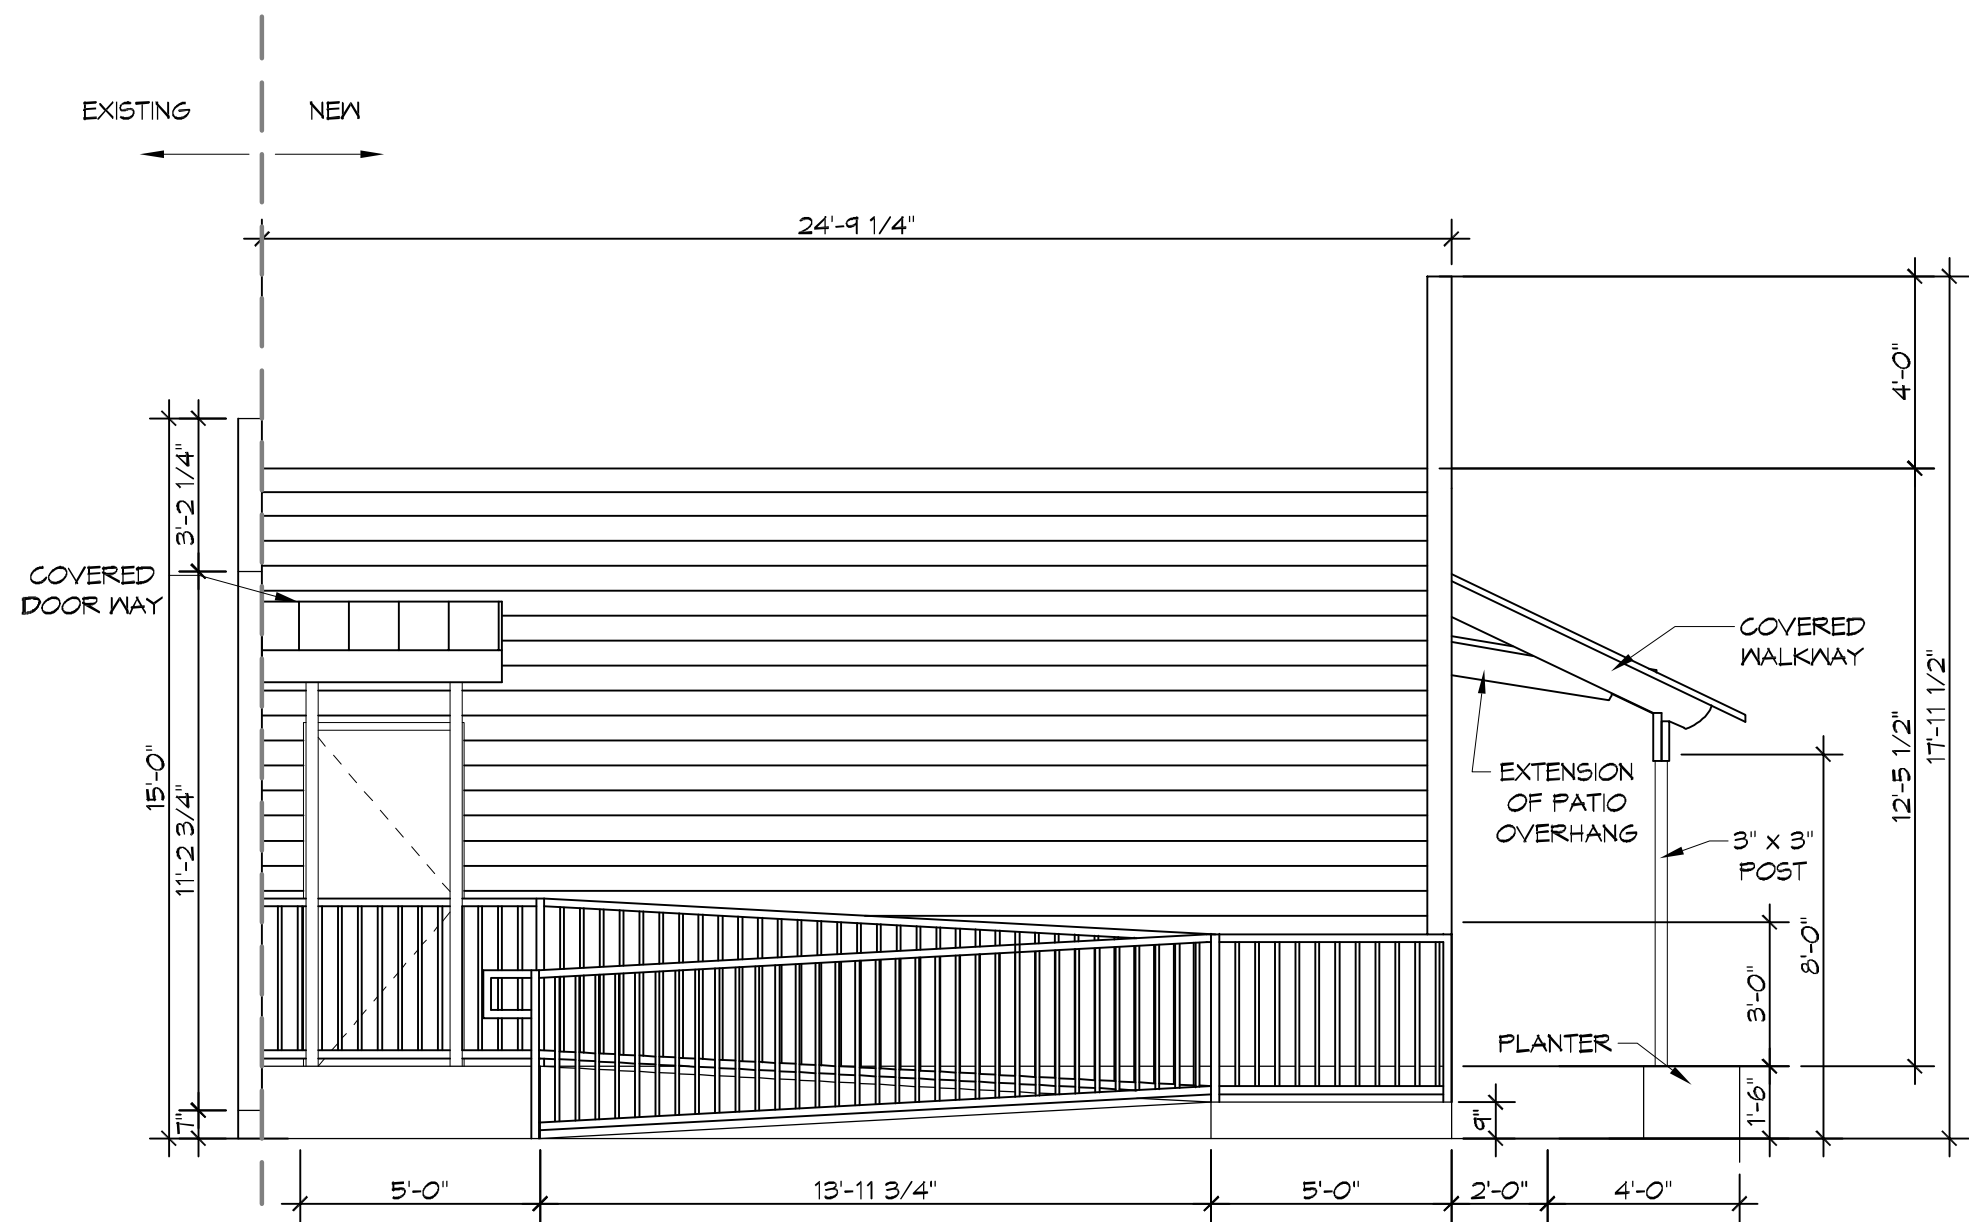 EXISTING
NEW
24'-9 1/4"
4'-0"
3'-2 1/4"
COVERED
DOOR WAY
COVERED
WALKWAY
17'-11 1/2"
12'-5 1/2"
15'-0"
11'-2 3/4"
EXTENSION
OF PATIO
OVERHANG
3" x 3"
POST
8'-0"
3'-0"
PLANTER
7"
9"
1'-6"
5'-0"
13'-11 3/4"
5'-0"
2'-0"
4'-0"